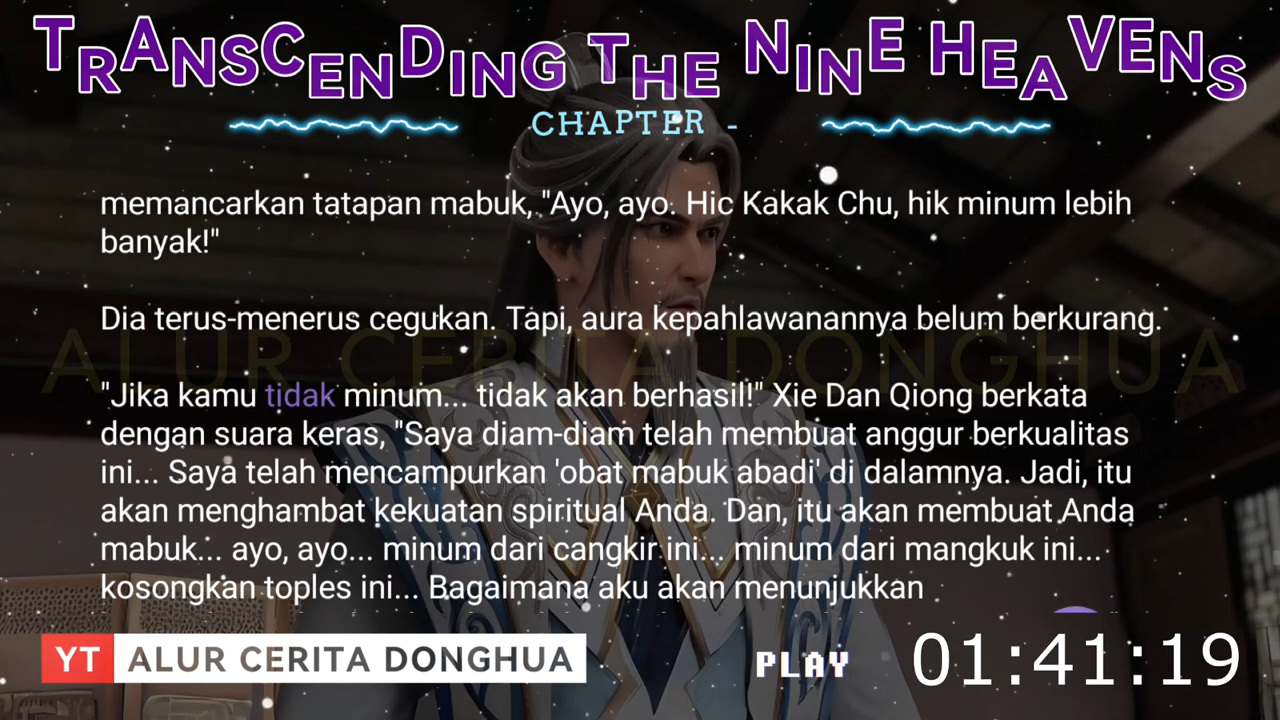 TRANSCENDING THE NINE HEAVENS
CHAPTER -
memancarkan tatapan mabuk, "Ayo, ayo. Hic Kakak Chu, hik minum lebih
banyak!"
Dia terus-menerus cegukan. Tapi, aura kepahlawanannya belum berkurang.
ALUR CERITA DONGHUA
"Jika kamu tidak minum... tidak akan berhasil!" Xie Dan Qiong berkata
dengan suara keras, "Saya diam-diam telah membuat anggur berkualitas
ini... Saya telah mencampurkan 'obat mabuk abadi' di dalamnya. Jadi, itu
akan menghambat kekuatan spiritual Anda. Dan, itu akan membuat Anda
mabuk... ayo, ayo... minum dari cangkir ini... minum dari mangkuk ini...
kosongkan toples ini... Bagaimana aku akan menunjukkan
YT ALUR CERITA DONGHUA
PLAY 01:41:19